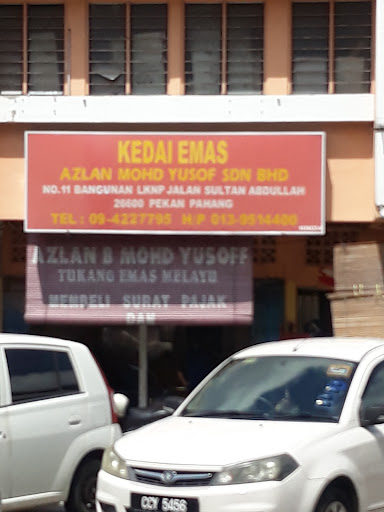 KEDAI EMAS
AZLAN MOHD YUSOF SDN BHD
NO.11 BANGUNAN LKNP JALAN SULTAN ABDULLAH
26600 PEKAN PAHANG
TEL : 09-4227795 H/P 013-9514400
AZLAN B MOHD YUSOFF
TUKANG EMAS MELAYU
MEMBELI SURAT PAJAK
DAN
CCY 5456